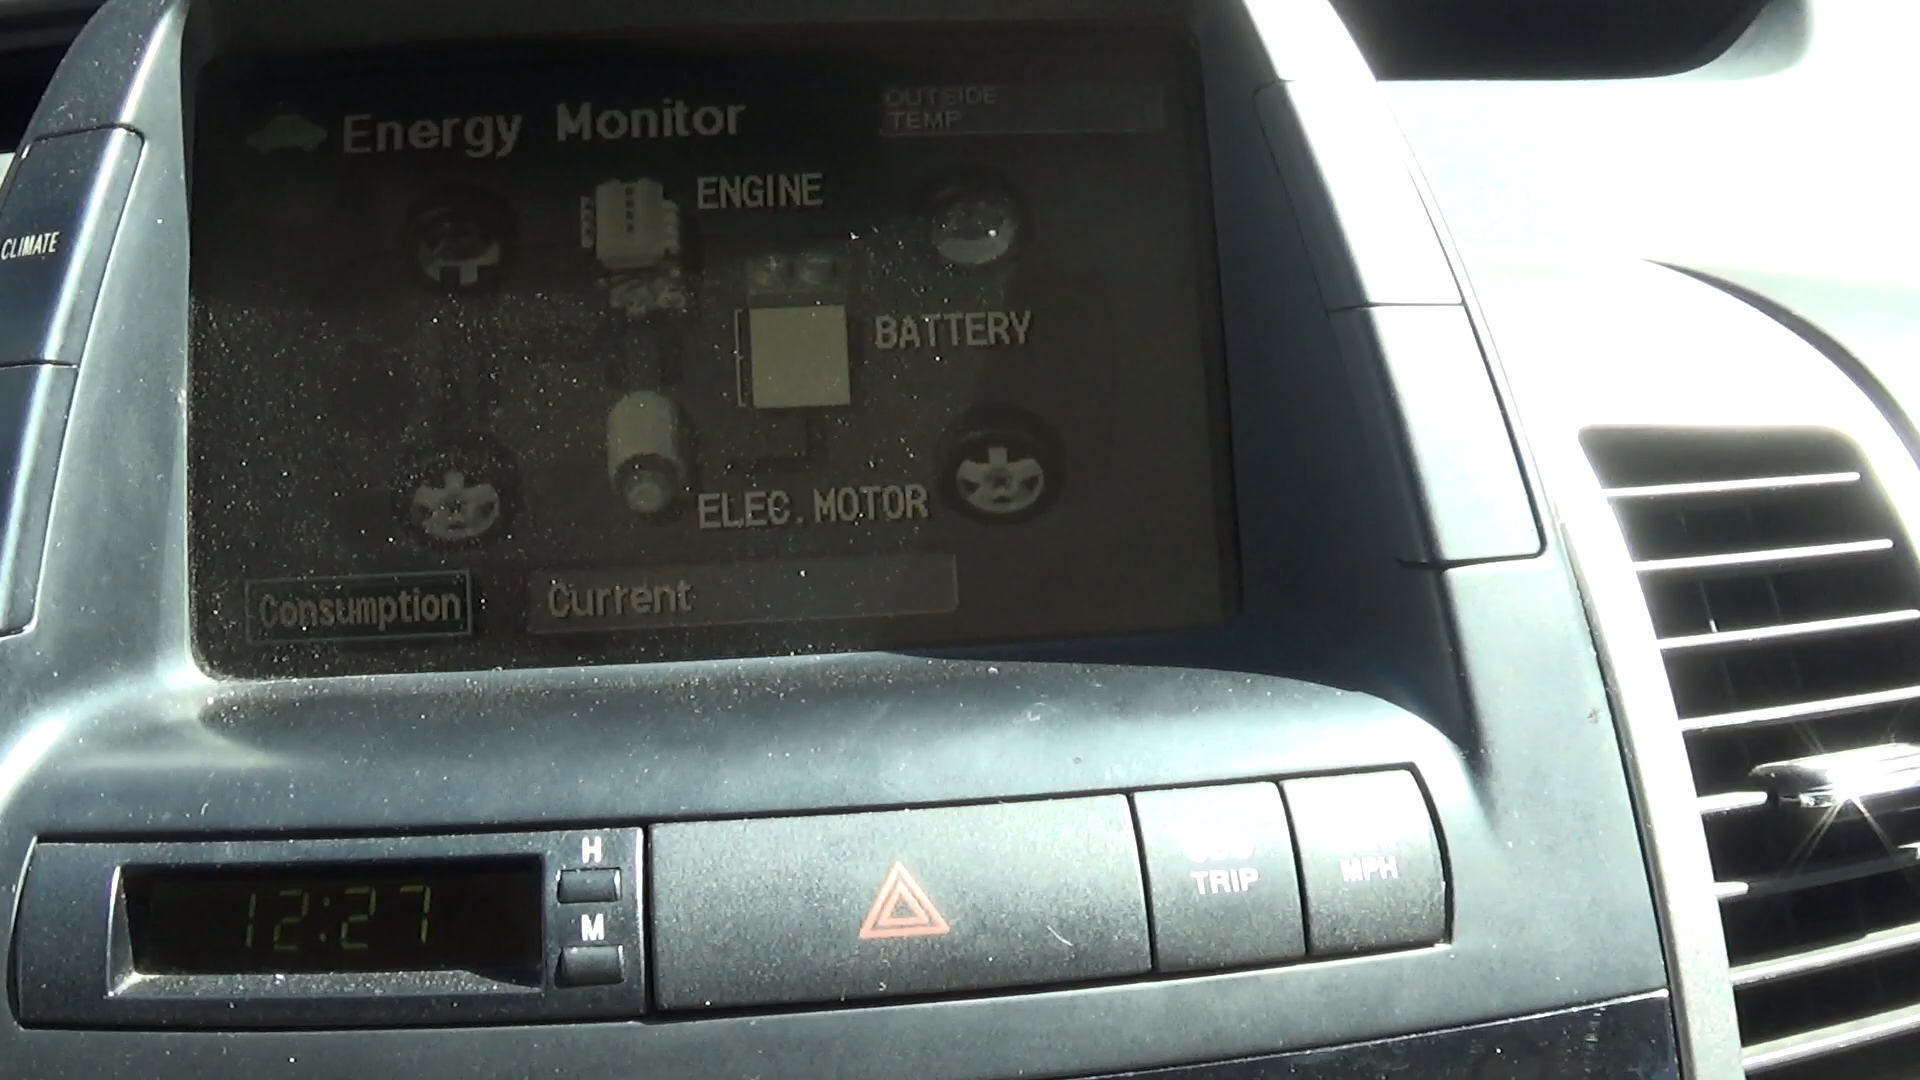 Energy Monitor
OUTSIDE
TEMP
ENGINE
CLIMATE
BATTERY
ELEC. MOTOR
Consumption
Current
12:27
H
M
TRIP
MPH